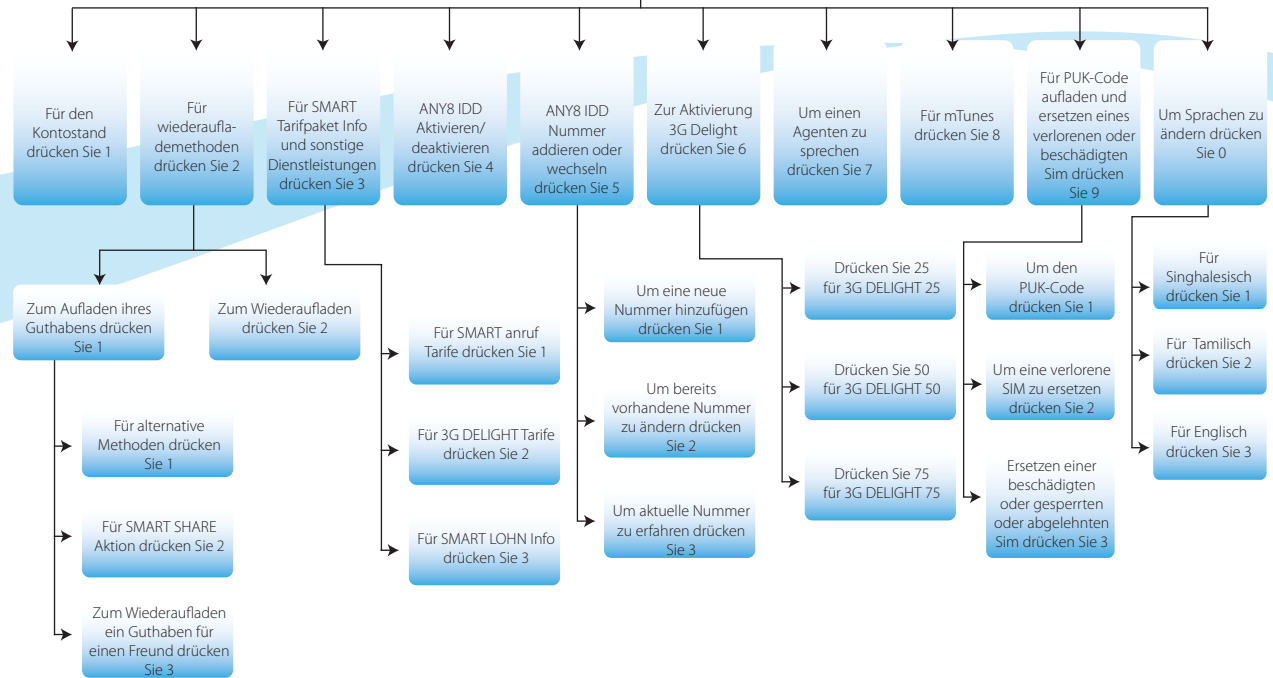 Für den
Kontostand
drücken Sie 1
Für
wiederaufla-
demethoden
drücken Sie 2
Für SMART
Tarifpaket Info
und sonstige
Dienstleistungen
drücken Sie 3
ANY8 IDD
Aktivieren/
deaktivieren
drücken Sie 4
ANY8 IDD
Nummer
addieren oder
wechseln
drücken Sie 5
Zur Aktivierung
3G Delight
drücken Sie 6
Um einen
Agenten zu
sprechen
drücken Sie 7
Für mTunes
drücken Sie 8
Für PUK-Code
aufladen und
ersetzen eines
verlorenen oder
beschädigten
Sim drücken
Sie 9
Um Sprachen zu
ändern drücken
Sie 0
Zum Aufladen ihres
Guthabens drücken
Sie 1
Zum Wiederaufladen
drücken Sie 2
Für alternative
Methoden drücken
Sie 1
Für SMART SHARE
Aktion drücken Sie 2
Zum Wiederaufladen
ein Guthaben für
einen Freund drücken
Sie 3
Für SMART anruf
Tarife drücken Sie 1
Für 3G DELIGHT Tarife
drücken Sie 2
Für SMART LOHN Info
drücken Sie 3
Um eine neue
Nummer hinzufügen
drücken Sie 1
Um bereits
vorhandene Nummer
zu ändern drücken
Sie 2
Um aktuelle Nummer
zu erfahren drücken
Sie 3
Drücken Sie 25
für 3G DELIGHT 25
Drücken Sie 50
für 3G DELIGHT 50
Drücken Sie 75
für 3G DELIGHT 75
Um den
PUK-Code
drücken Sie 1
Um eine verlorene
SIM zu ersetzen
drücken Sie 2
Ersetzen einer
beschädigten
oder gesperrten
oder abgelehnten
Sim drücken Sie 3
Für
Singhalesisch
drücken Sie 1
Für Tamilisch
drücken Sie 2
Für Englisch
drücken Sie 3